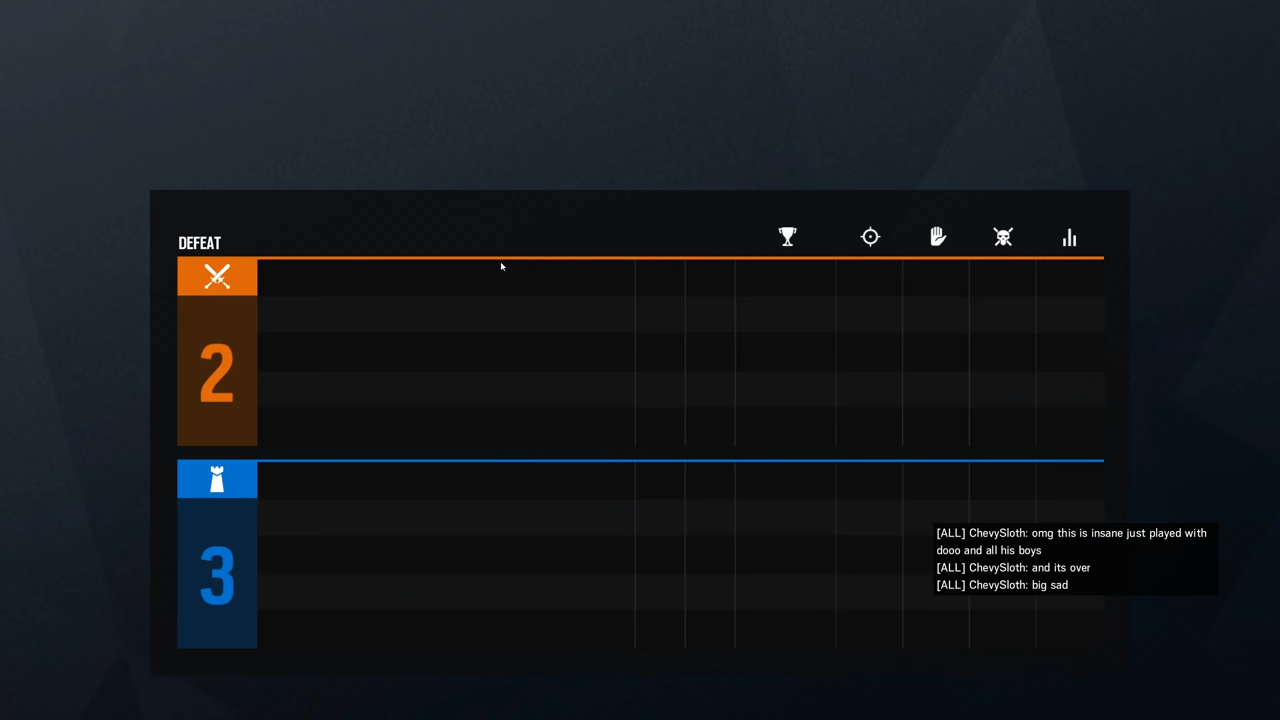 DEFEAT
2
3
[ALL] ChevySloth: omg this is insane just played with
dooo and all his boys
[ALL] ChevySloth: and its over
[ALL] ChevySloth: big sad